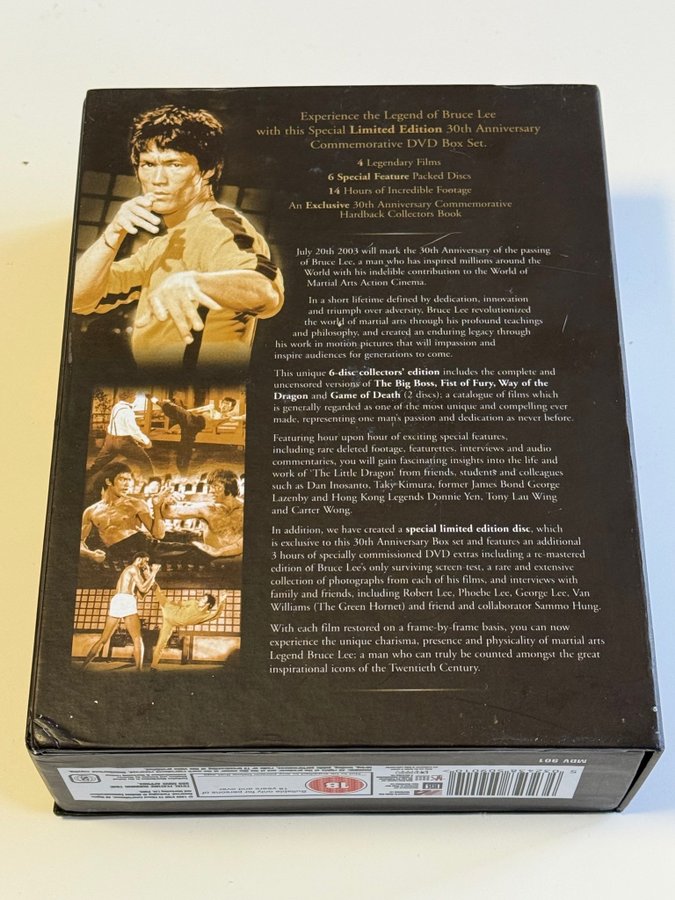 Experience the Legend of Bruce Lee
with this Special Limited Edition 30th Anniversary
Commemorative DVD Box Set.
4 Legendary Films
6 Special Feature Packed Discs
14 Hours of Incredible Footage
An Exclusive 30th Anniversary Commemorative
Hardback Collectors Book
July 20th 2003 will mark the 30th Anniversary of the passing
of Bruce Lee, a man who has inspired millions around the
World with his indelible contribution to the World of
Martial Arts Action Cinema.
In a short lifetime defined by dedication, innovation
and triumph over adversity, Bruce Lee revolutionized
the world of martial arts through his profound teachings
and philosophy, and created an enduring legacy through
his work in motion pictures that will impassion and
inspire audiences for generations to come.
This unique 6-disc collectors' edition includes the complete and
uncensored versions of The Big Boss, Fist of Fury, Way of the
Dragon and Game of Death (2 discs); a catalogue of films which
is generally regarded as one of the most unique and compelling ever
made, representing one man's passion and dedication as never before.
Featuring hour upon hour of exciting special features,
including rare deleted footage, featurettes, interviews and audio
commentaries, you will gain fascinating insights into the life and
work of 'The Little Dragon' from friends, students and colleagues
such as Dan Inosanto, Taky Kimura, former James Bond George
Lazenby and Hong Kong Legends Donnie Yen, Tony Lau Wing
and Carter Wong.
In addition, we have created a special limited edition disc, which
is exclusive to this 30th Anniversary Box set and features an additional
3 hours of specially commissioned DVD extras including a re-mastered
edition of Bruce Lee's only surviving screen-test, a rare and extensive
collection of photographs from each of his films, and interviews with
family and friends, including Robert Lee, Phoebe Lee, George Lee, Van
Williams (The Green Hornet) and friend and collaborator Sammo Hung.
With each film restored on a frame-by-frame basis, you can now
experience the unique charisma, presence and physicality of martial arts
Legend Bruce Lee: a man who can truly be counted amongst the great
inspirational icons of the Twentieth Century.
MDV 901
18
Suitable only for persons of
18 years and over